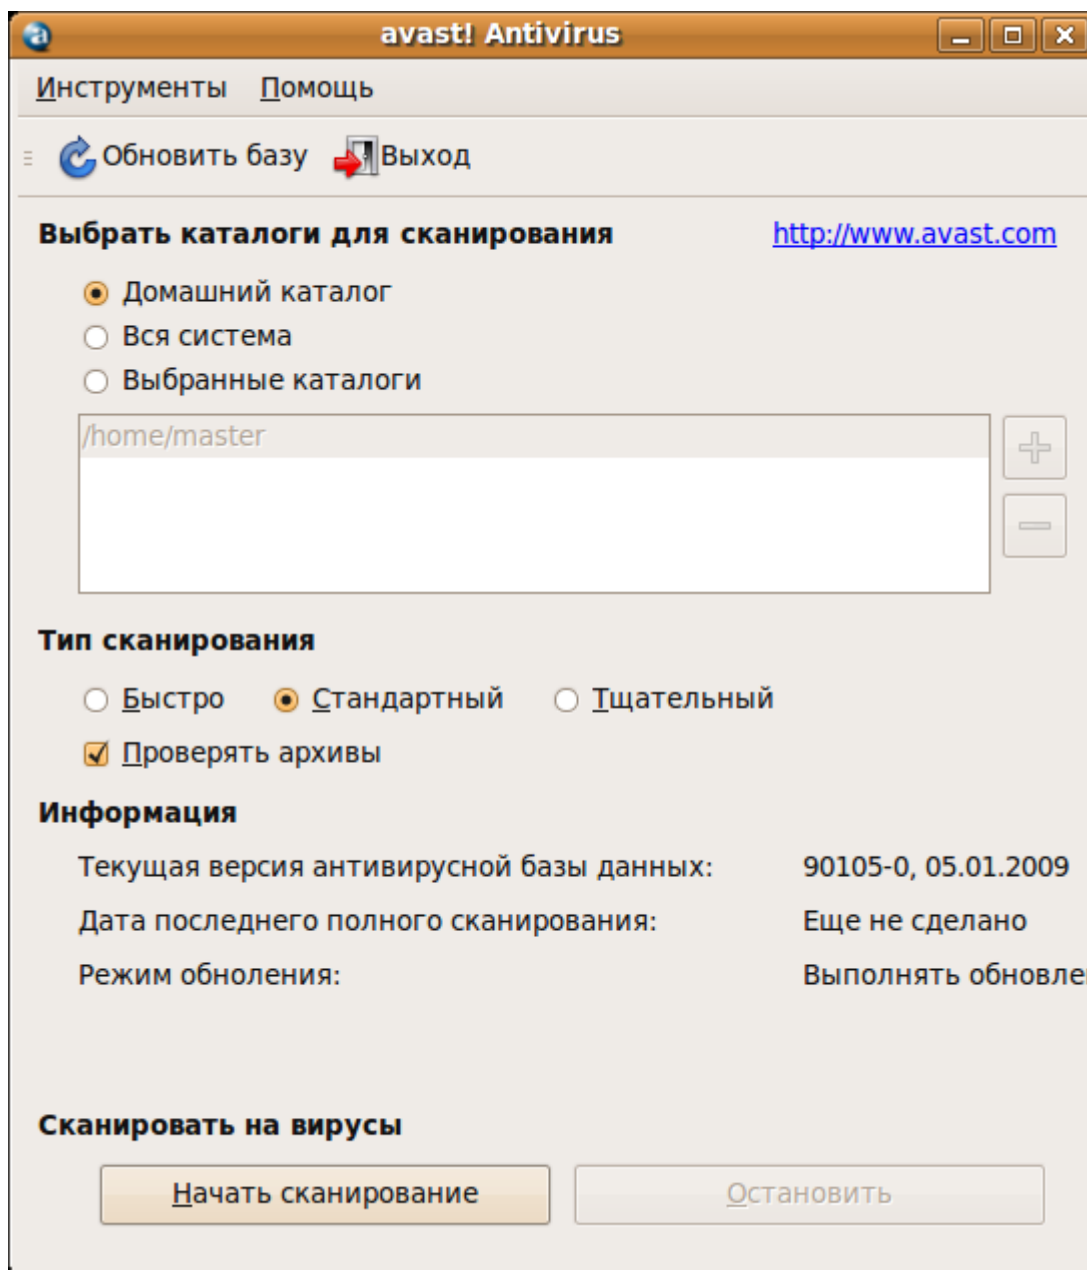 avast! Antivirus
Инструменты Помощь
Обновить базу Выход
Выбрать каталоги для сканирования http://www.avast.com
Домашний каталог
Вся система
Выбранные каталоги
/home/master
Тип сканирования
Быстро Стандартный Тщательный
Проверять архивы
Информация
Текущая версия антивирусной базы данных: 90105-0, 05.01.2009
Дата последнего полного сканирования: Еще не сделано
Режим обноления: Выполнять
Сканировать на вирусы
Начать сканирование Остановить